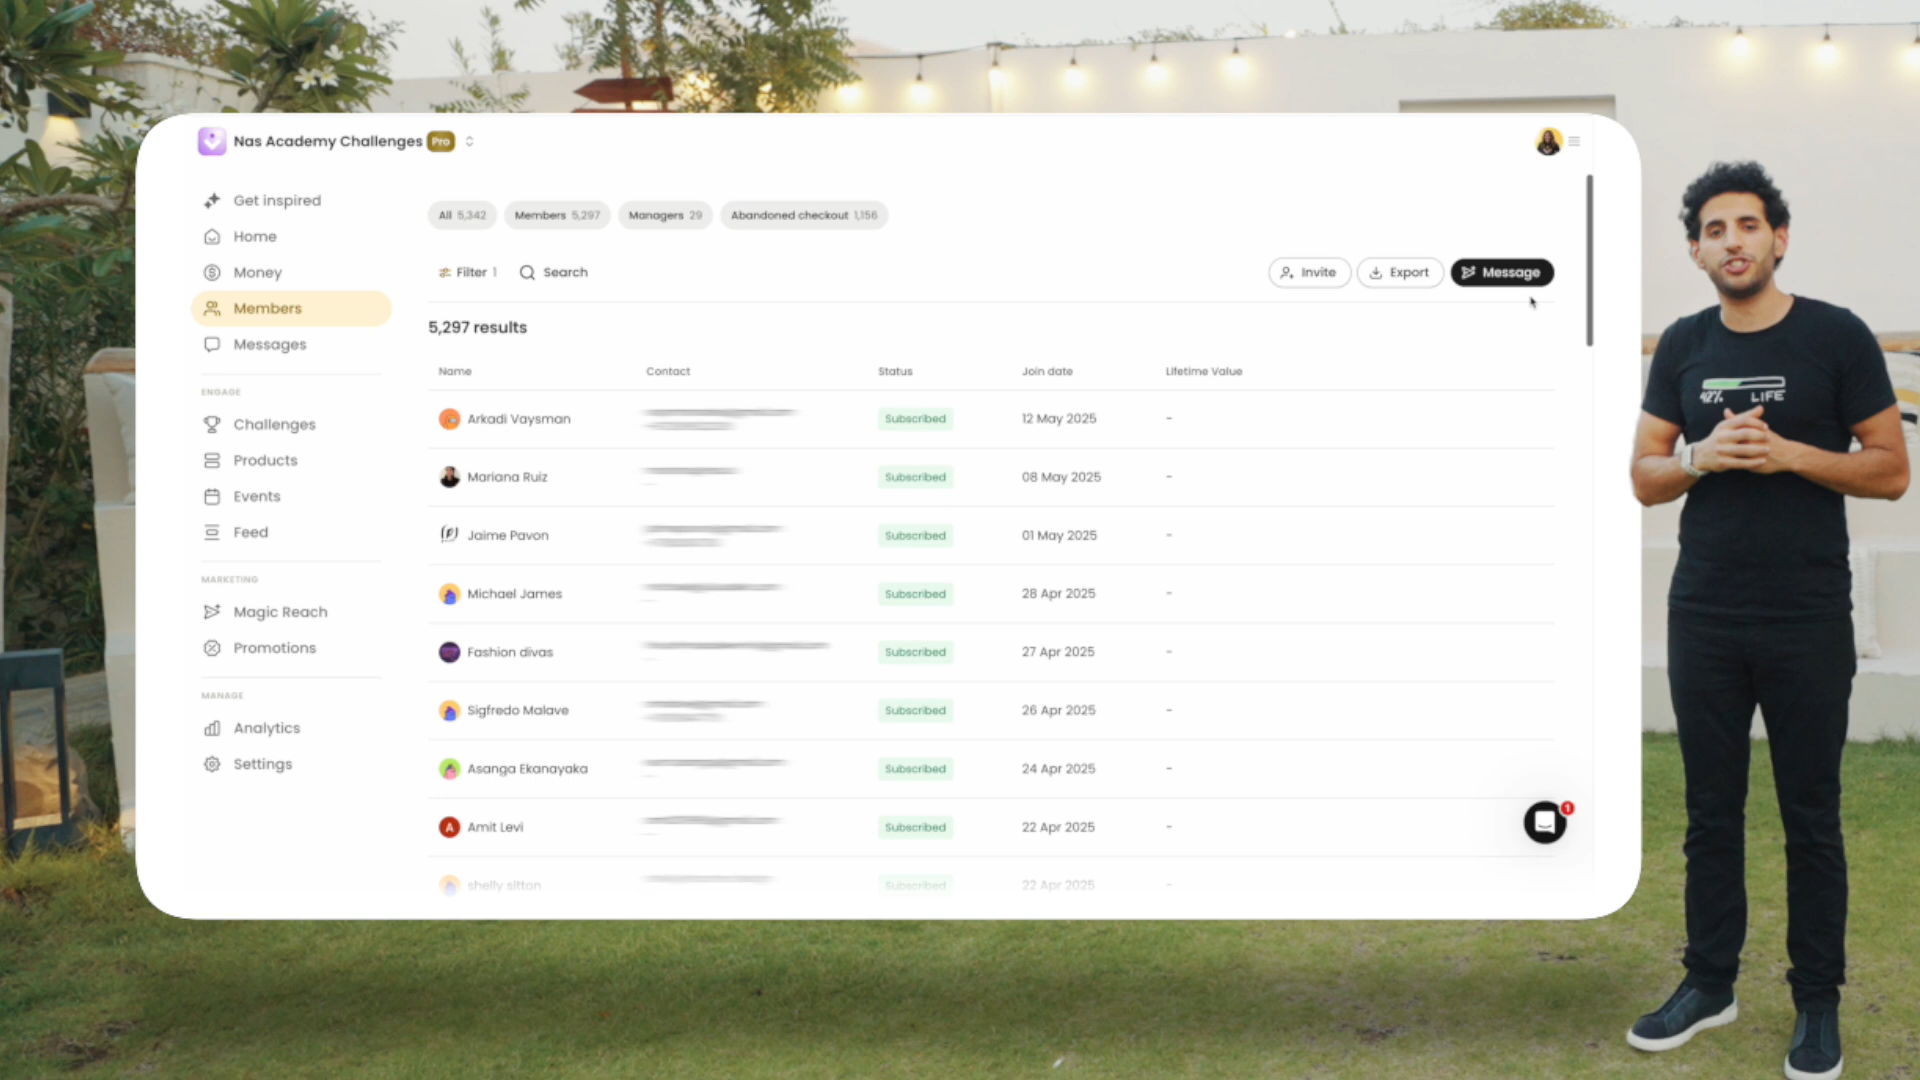 Nas Academy Challenges Pro
Get inspired
Home
Money
Members
Messages
ENGAGE
Challenges
Products
Events
Feed
MARKETING
Magic Reach
Promotions
MANAGE
Analytics
Settings
All 5,342 Members 5,297 Managers 29 Abandoned checkout 1,156
Filter 1 Search Invite Export Message
5,297 results
Name Contact Status Join date Lifetime Value
Arkadi Vaysman Subscribed 12 May 2025 -
Mariana Ruiz Subscribed 08 May 2025 -
Jaime Pavon Subscribed 01 May 2025 -
Michael James Subscribed 28 Apr 2025 -
Fashion divas Subscribed 27 Apr 2025 -
Sigfredo Malave Subscribed 26 Apr 2025 -
Asanga Ekanayaka Subscribed 24 Apr 2025 -
A Amit Levi Subscribed 22 Apr 2025 -
shelly sitton Subscribed 22 Apr 2025 -
1
42% LIFE